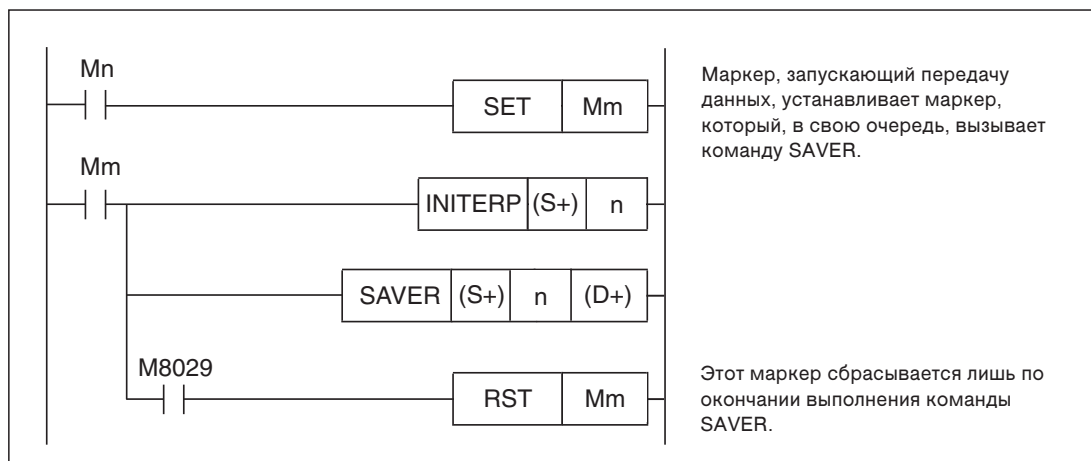 Mn
SET Mm
Маркер, запускающий передачу
данных, устанавливает маркер,
который, в свою очередь, вызывает
команду SAVER.
Mm
INITERP (S+) n
SAVER (S+) n (D+)
M8029
RST Mm
Этот маркер сбрасывается лишь по
окончании выполнения команды
SAVER.